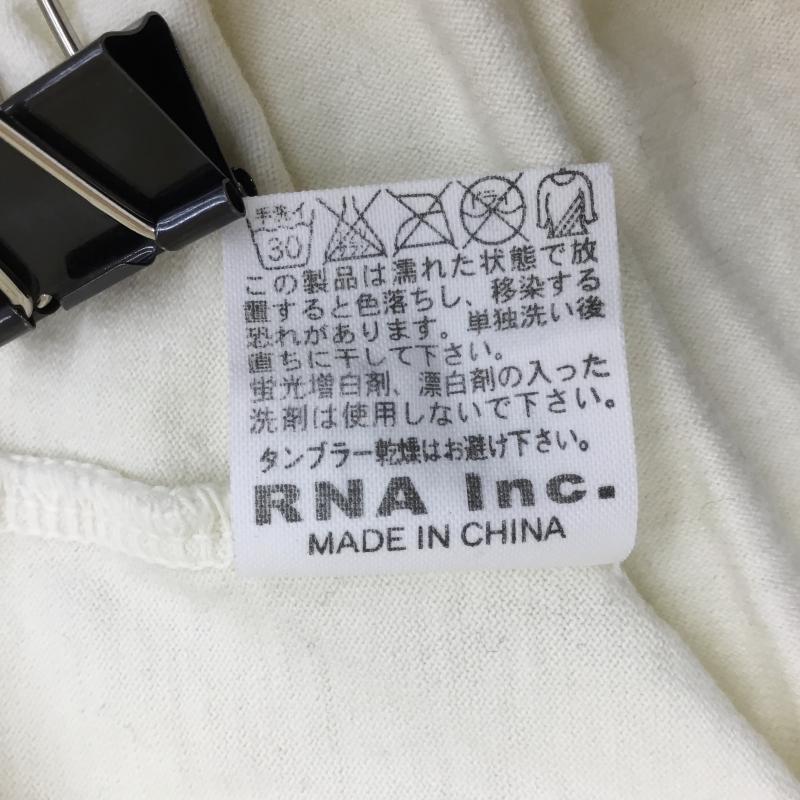 手洗イ
30
この製品は濡れた状態で放
置すると色落ちし、移染する
恐れがあります。単独洗い後
直ちに干して下さい。
蛍光増白剤、漂白剤の入った
洗剤は使用しないで下さい。
タンブラー乾燥はお避け下さい。
RNA Inc.
MADE IN CHINA